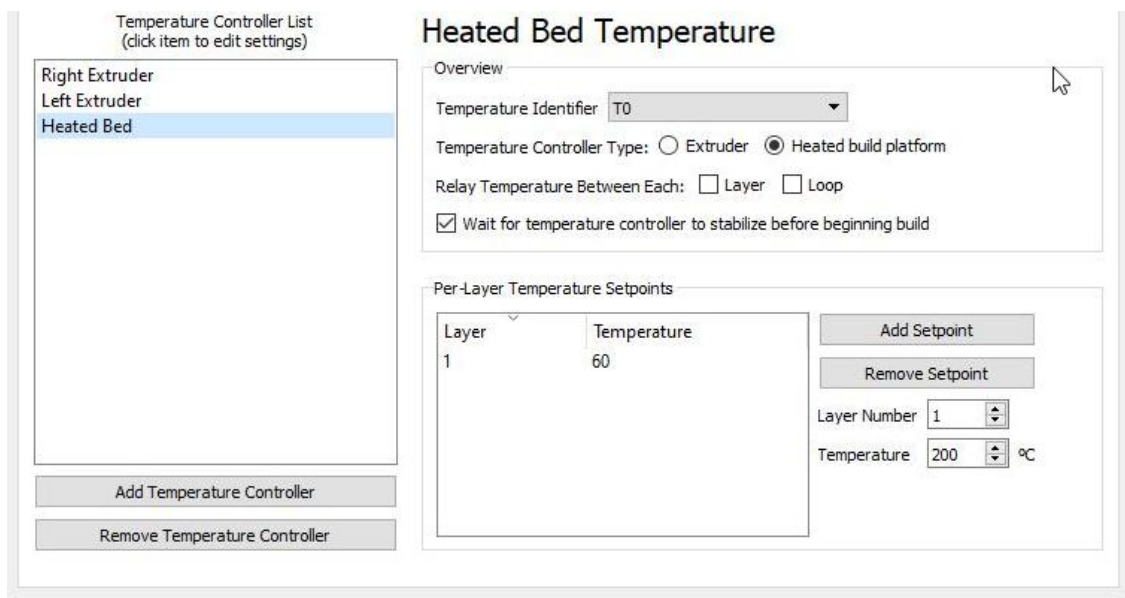 Temperature Controller List
(click item to edit settings)
Right Extruder
Left Extruder
Heated Bed
Add Temperature Controller
Remove Temperature Controller
Heated Bed Temperature
Overview
Temperature Identifier T0
Temperature Controller Type: Extruder Heated build platform
Relay Temperature Between Each: Layer Loop
Wait for temperature controller to stabilize before beginning build
Per-Layer Temperature Setpoints
Layer Temperature
1 60
Add Setpoint
Remove Setpoint
Layer Number 1
Temperature 200 ºC